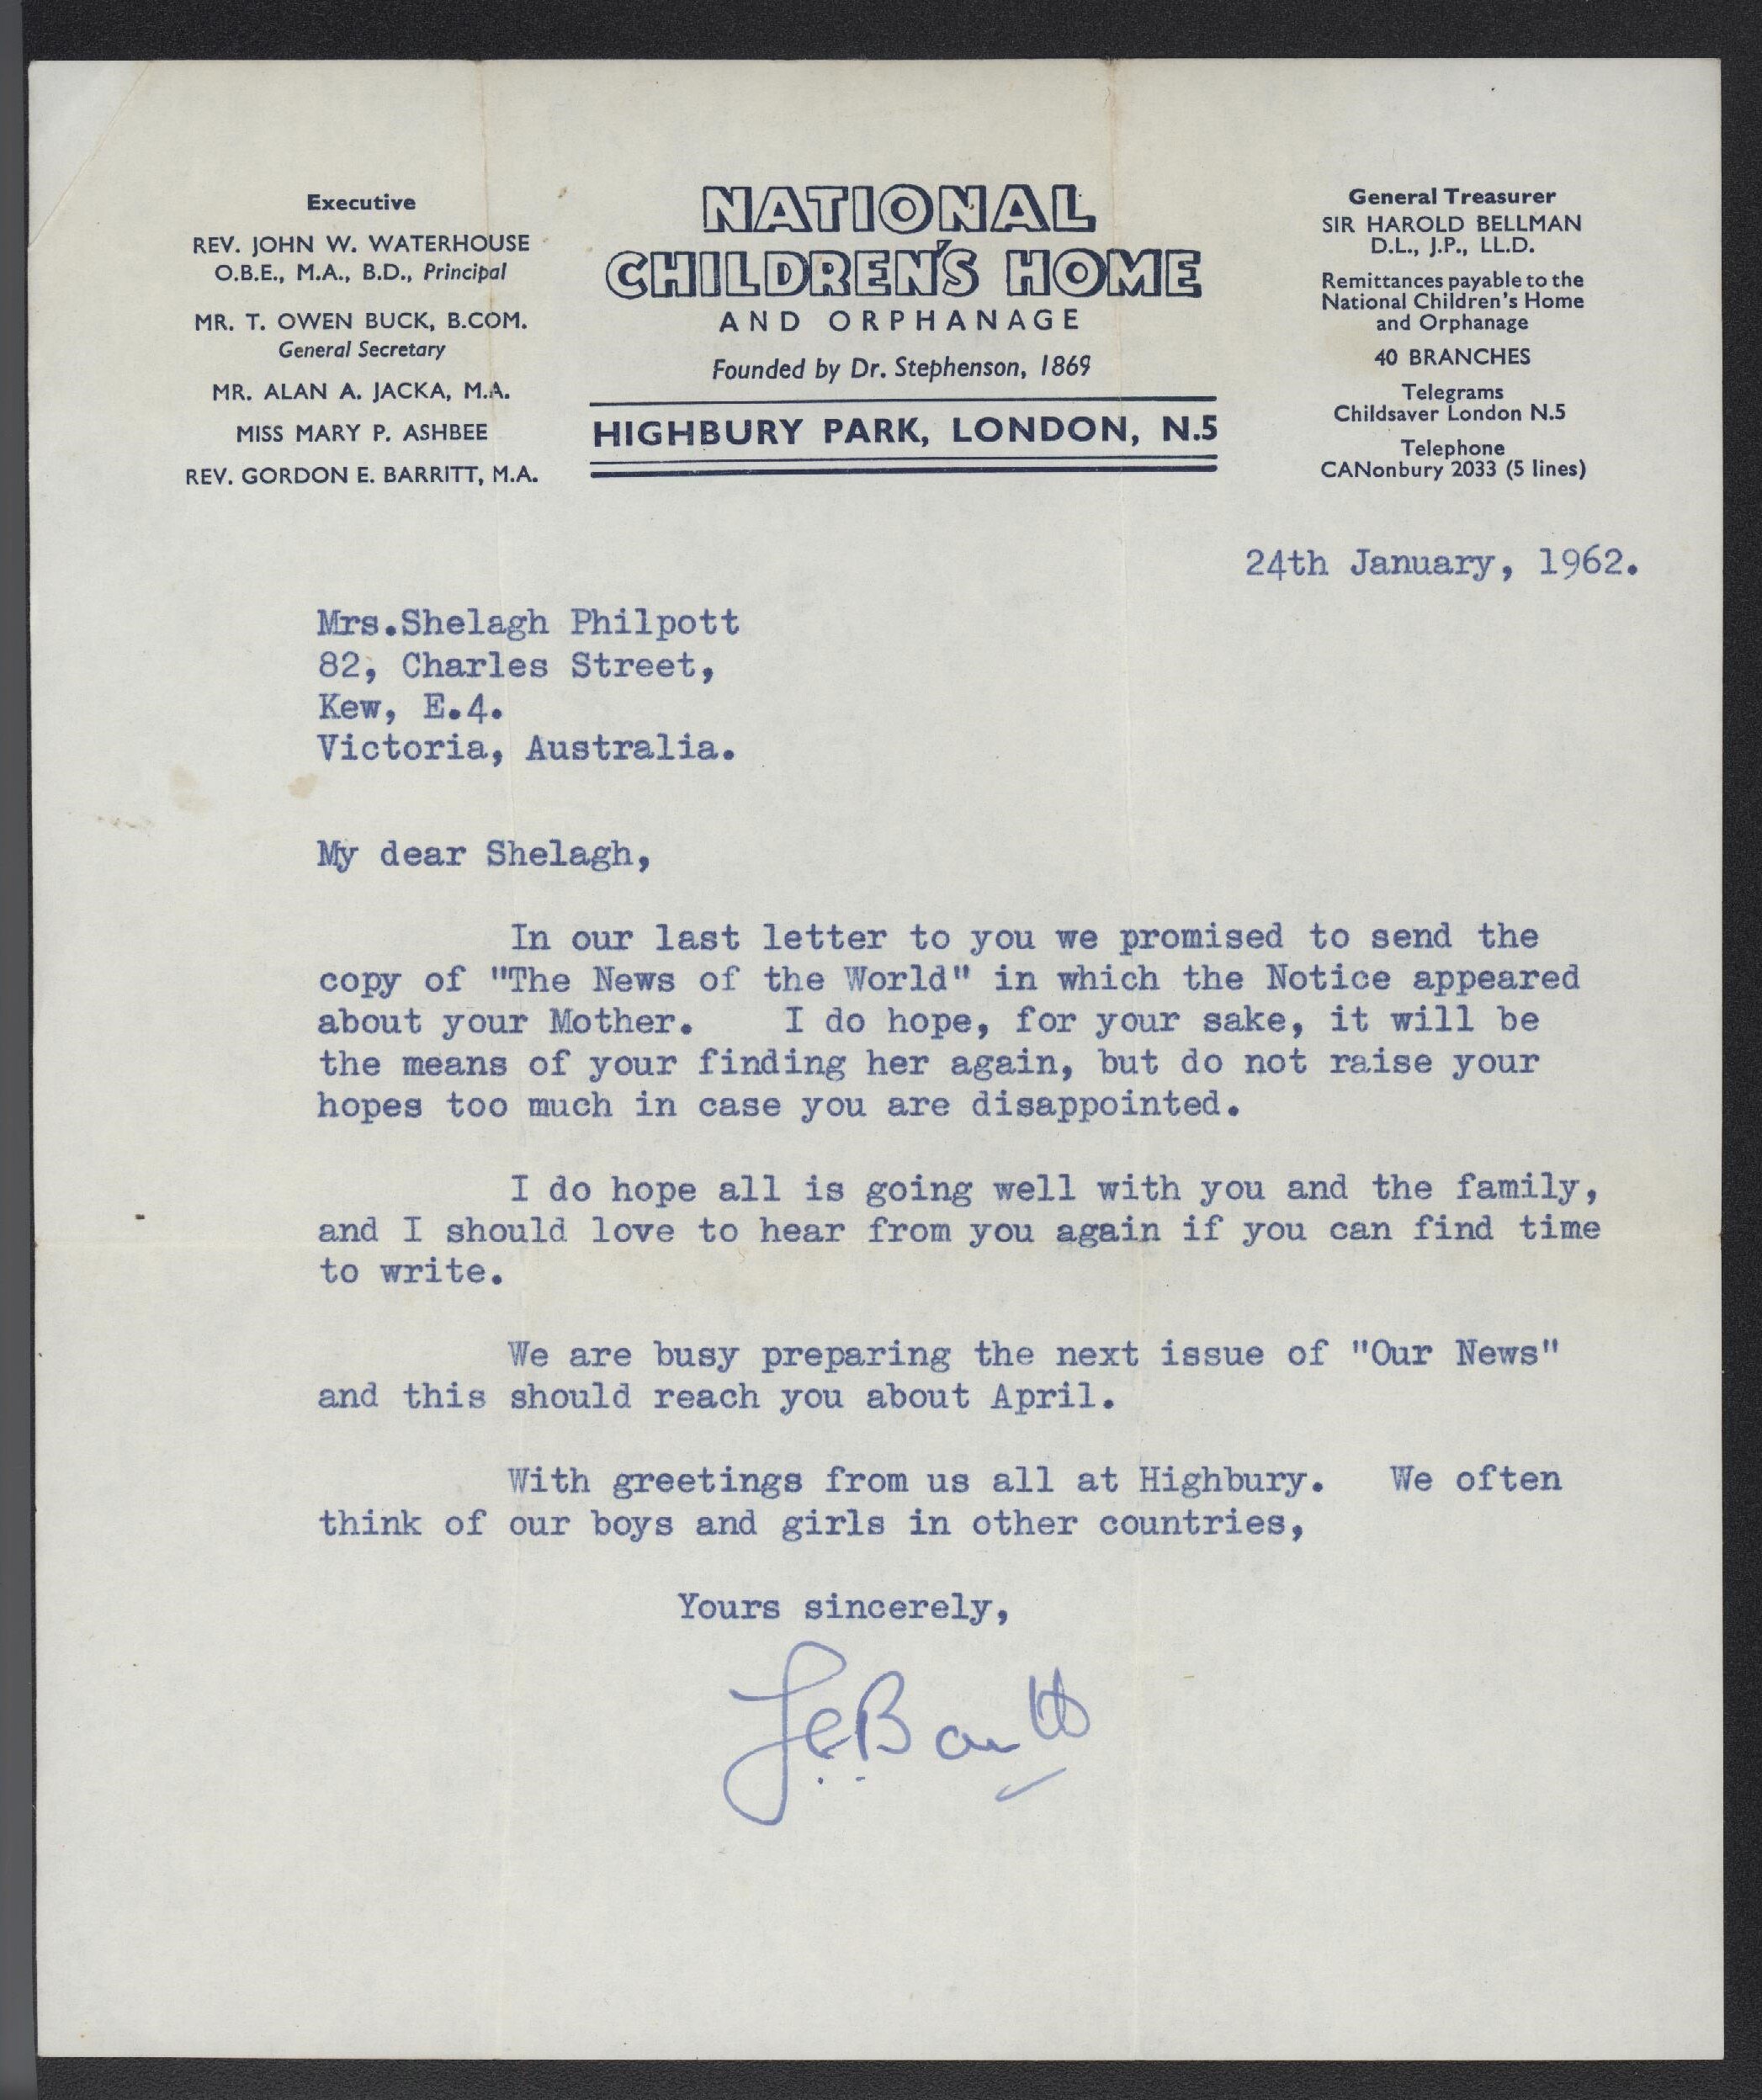 Executive
REV. JOHN W. WATERHOUSE
O.B.E., M.A., B.D., Principal
MR. T. OWEN BUCK, B.COM.
General Secretary
MR. ALAN A. JACKA, M.A.
MISS MARY P. ASHBEE
REV. GORDON E. BARRITT, M.A.
NATIONAL
CHILDREN'S HOME
AND ORPHANAGE
Founded by Dr. Stephenson, 1869
HIGHBURY PARK, LONDON, N.5
General Treasurer
SIR HAROLD BELLMAN
D.L., J.P., LL.D.
Remittances payable to the
National Children's Home
and Orphanage
40 BRANCHES
Telegrams
Childsaver London N.5
Telephone
CANonbury 2033 (5 lines)
24th January, 1962.
Mrs.Shelagh Philpott
82, Charles Street,
Kew, E.4.
Victoria, Australia.
My dear Shelagh,
In our last letter to you we promised to send the
copy of "The News of the World" in which the Notice appeared
about your Mother. I do hope, for your sake, it will be
the means of your finding her again, but do not raise your
hopes too much in case you are disappointed.
I do hope all is going well with you and the family,
and I should love to hear from you again if you can find time
to write.
We are busy preparing the next issue of "Our News"
and this should reach you about April.
With greetings from us all at Highbury. We often
think of our boys and girls in other countries,
Yours sincerely,